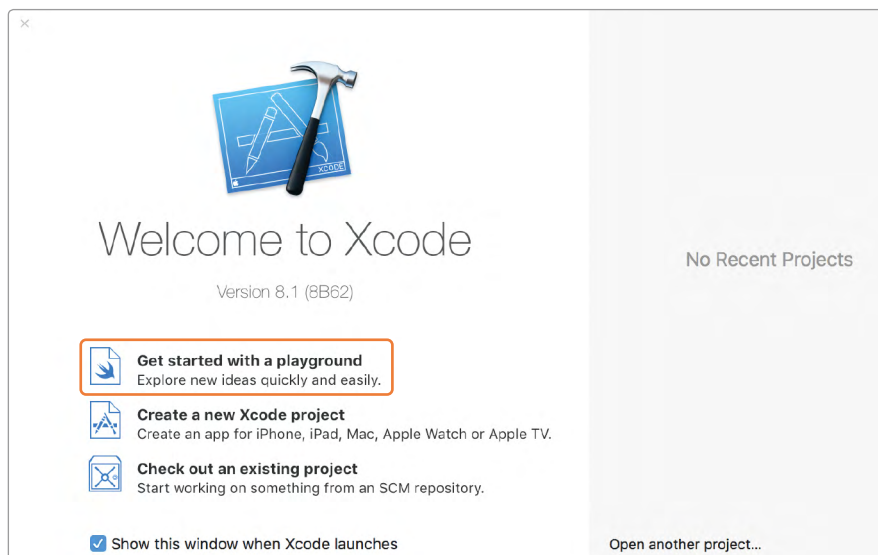 XCODE
Welcome to Xcode
Version 8.1 (8B62)
No Recent Projects
Get started with a playground
Explore new ideas quickly and easily.
Create a new Xcode project
Create an app for iPhone, iPad, Mac, Apple Watch or Apple TV.
Check out an existing project
Start working on something from an SCM repository.
Show this window when Xcode launches
Open another project...